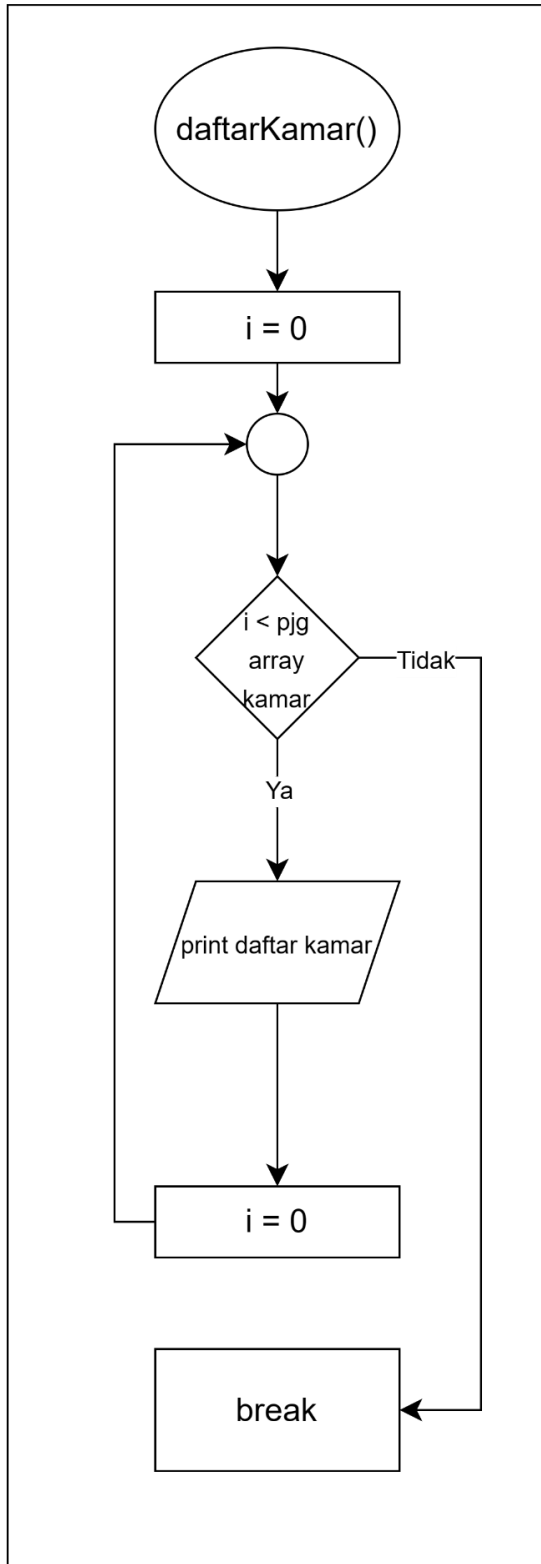 daftarKamar()
i = 0
i < pjg
array
kamar
Tidak
Ya
print daftar kamar
i = 0
break